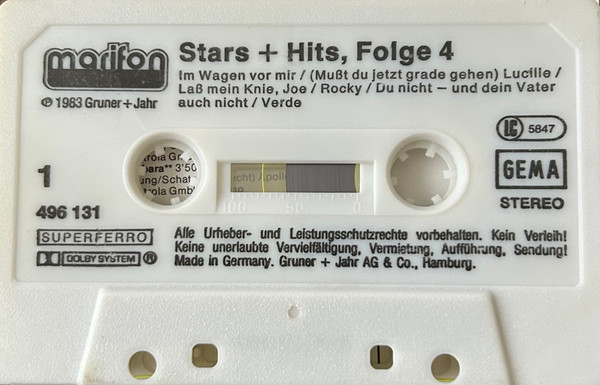 marifon
Stars + Hits, Folge 4
Im Wagen vor mir / (Mußt du jetzt grade gehen) Lucille /
Laß mein Knie, Joe / Rocky / Du nicht – und dein Vater
auch nicht / Verde
℗ 1983 Gruner + Jahr
LC 5847
GEMA
STEREO
1
496 131
SUPERFERRO
DOLBY SYSTEM ®
100 50 0
Alle Urheber- und Leistungsschutzrechte vorbehalten. Kein Verleih!
Keine unerlaubte Vervielfältigung, Vermietung, Aufführung, Sendung!
Made in Germany. Gruner + Jahr AG & Co., Hamburg.